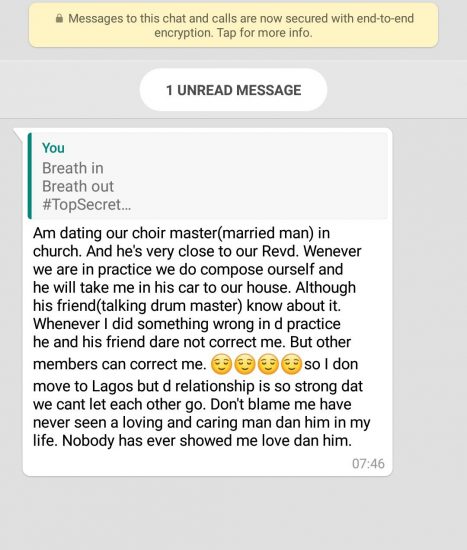 Messages to this chat and calls are now secured with end-to-end
encryption. Tap for more info.
1 UNREAD MESSAGE
You
Breath in
Breath out
#TopSecret...
Am dating our choir master(married man) in
church. And he's very close to our Revd. Wenever
we are in practice we do compose ourself and
he will take me in his car to our house. Although
his friend(talking drum master) know about it.
Whenever I did something wrong in d practice
he and his friend dare not correct me. But other
members can correct me. 😌😌😌😌so I don
move to Lagos but d relationship is so strong dat
we cant let each other go. Don't blame me have
never seen a loving and caring man dan him in my
life. Nobody has ever showed me love dan him.
07:46